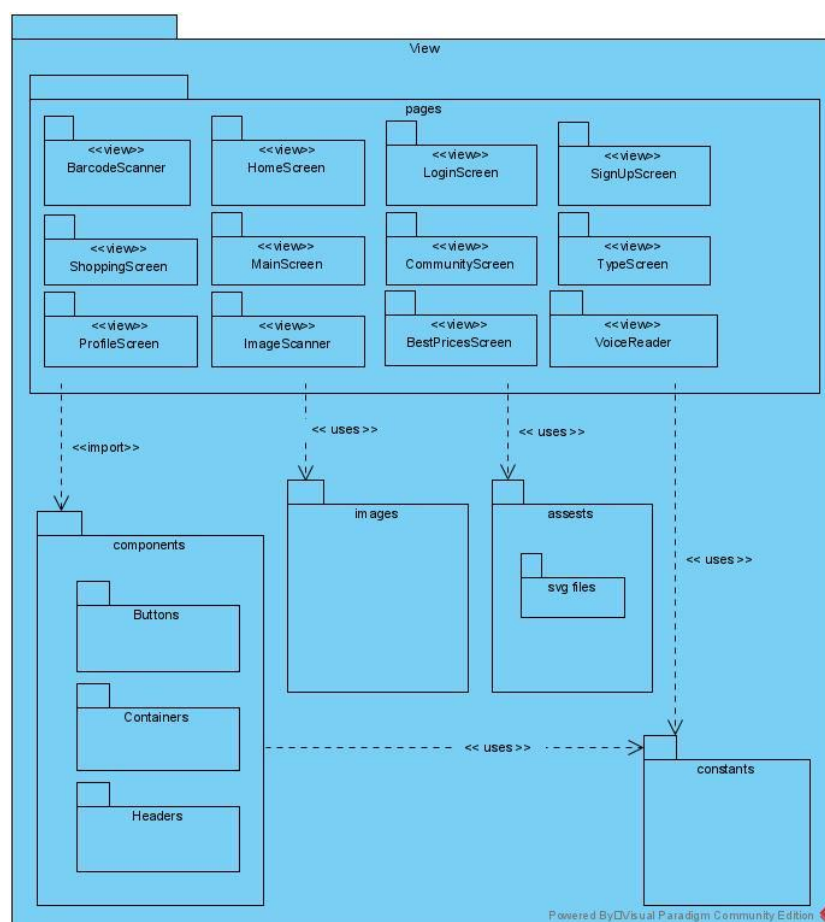 View
pages
<<view>>
BarcodeScanner
<<view>>
HomeScreen
<<view>>
LoginScreen
<<view>>
SignUpScreen
<<view>>
ShoppingScreen
<<view>>
MainScreen
<<view>>
CommunityScreen
<<view>>
TypeScreen
<<view>>
ProfileScreen
<<view>>
ImageScanner
<<view>>
BestPricesScreen
<<view>>
VoiceReader
<<import>>
<< uses >>
<< uses >>
<< uses >>
components
Buttons
Containers
Headers
images
assests
svg files
<< uses >>
constants
Powered By□Visual Paradigm Community Edition